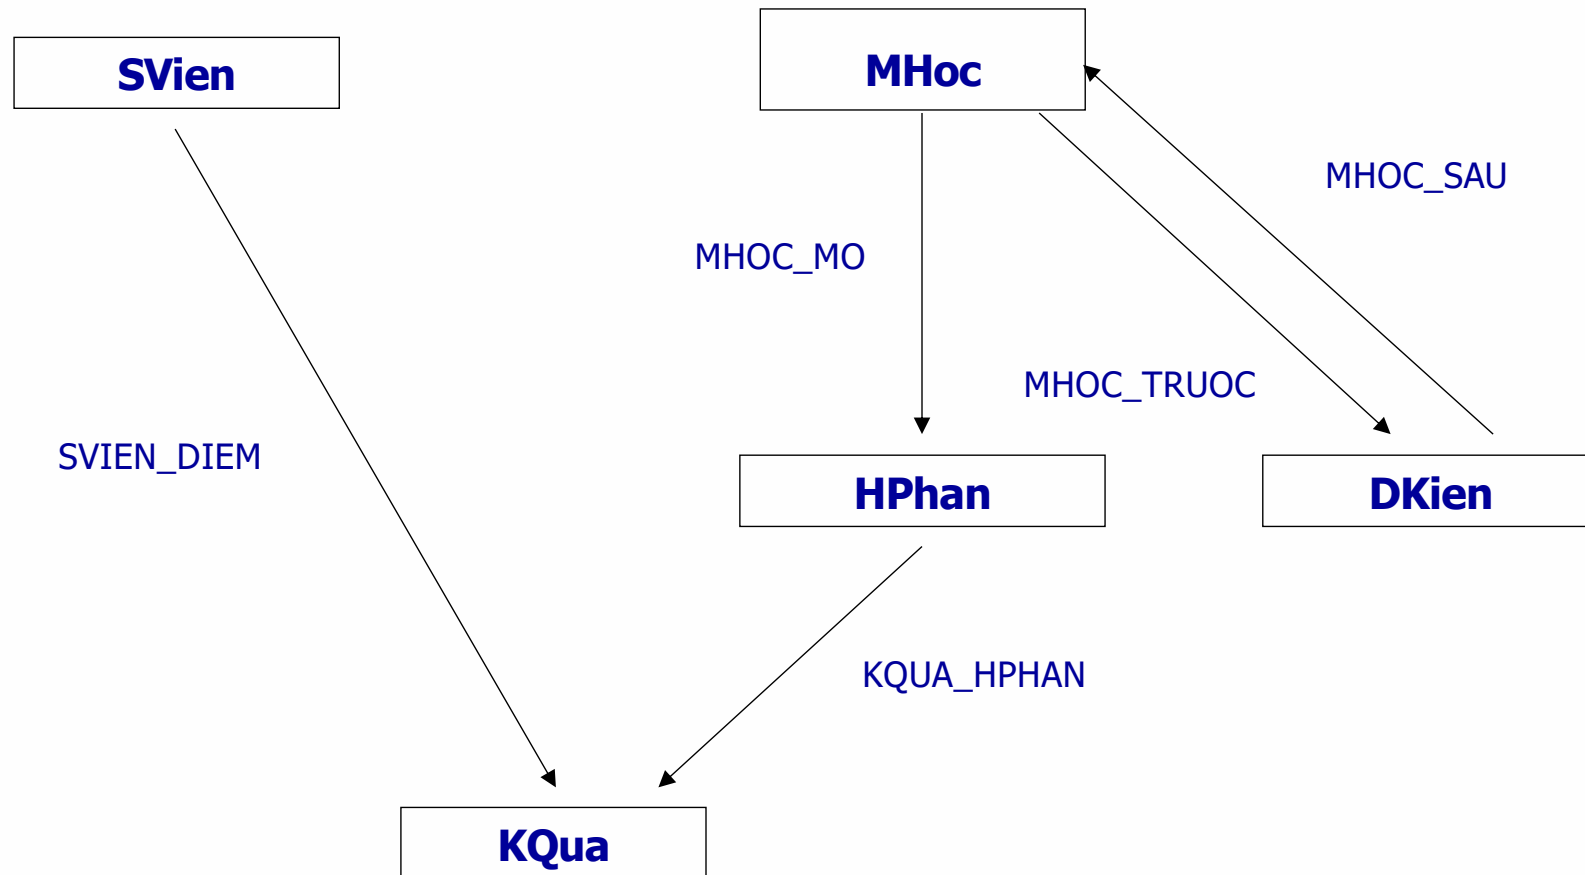 SVien
MHoc
MHOC_SAU
MHOC_MO
MHOC_TRUOC
SVIEN_DIEM
HPhan
DKien
KQUA_HPHAN
KQua